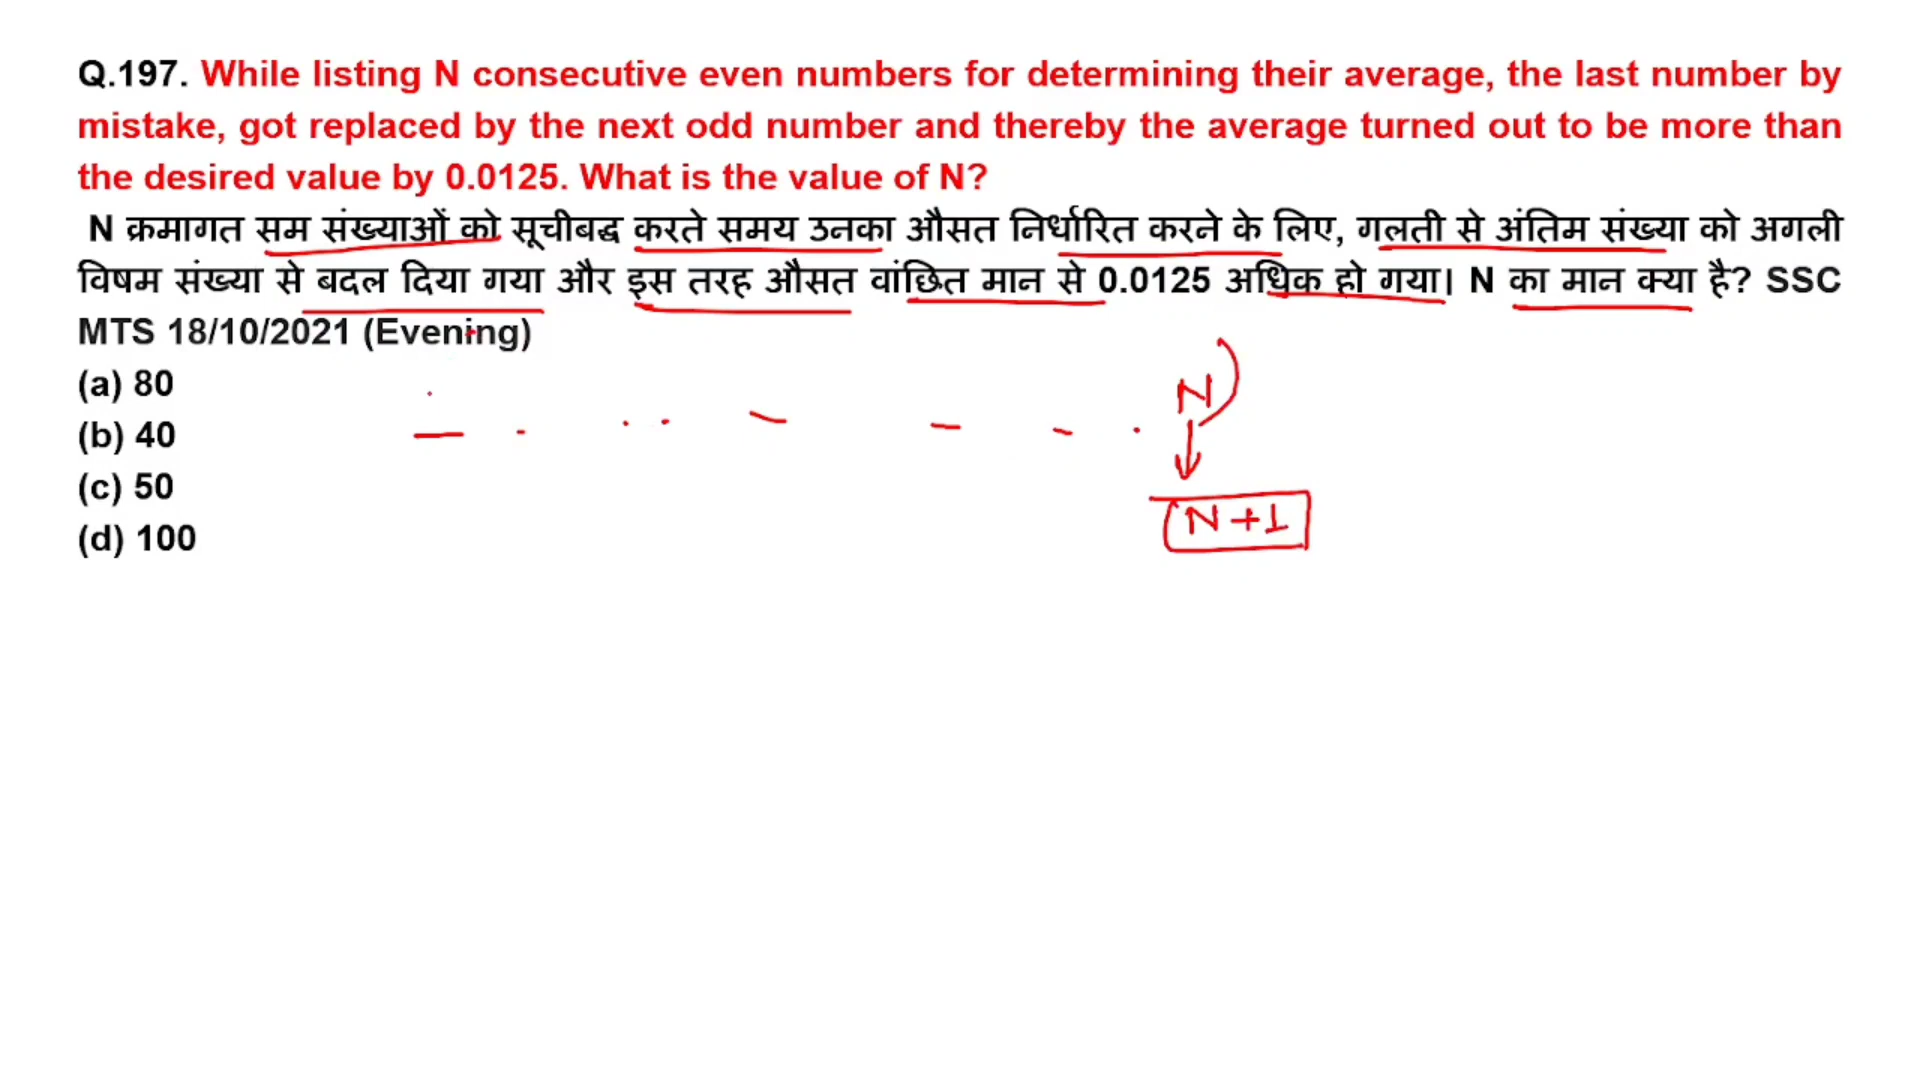 Q.197. While listing N consecutive even numbers for determining their average, the last number by
mistake, got replaced by the next odd number and thereby the average turned out to be more than
the desired value by 0.0125. What is the value of N?
N क्रमागत सम संख्याओं को सूचीबद्ध करते समय उनका औसत निर्धारित करने के लिए, गलती से अंतिम संख्या को अगली
विषम संख्या से बदल दिया गया और इस तरह औसत वांछित मान से 0.0125 अधिक हो गया। N का मान क्या है? SSC
MTS 18/10/2021 (Evening)
(a) 80
(b) 40
(c) 50
(d) 100
N
N+1